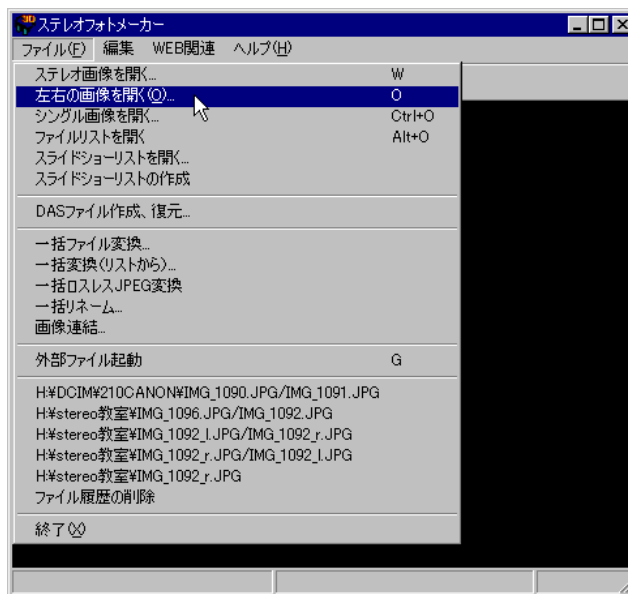 ステレオフォトメーカー
ファイル(F) 編集 WEB関連 ヘルプ(H)
ステレオ画像を開く... W
左右の画像を開く(O)... O
シングル画像を開く... Ctrl+O
ファイルリストを開く Alt+O
スライドショーリストを開く...
スライドショーリストの作成
DASファイル作成、復元...
一括ファイル変換...
一括変換(リストから)...
一括ロスレスJPEG変換
一括リネーム...
画像連結...
外部ファイル起動 G
H:¥DCIM¥210CANON¥IMG_1090.JPG/IMG_1091.JPG
H:¥stereo教室¥IMG_1096.JPG/IMG_1092.JPG
H:¥stereo教室¥IMG_1092_l.JPG/IMG_1092_r.JPG
H:¥stereo教室¥IMG_1092_r.JPG/IMG_1092_l.JPG
H:¥stereo教室¥IMG_1092_r.JPG
ファイル履歴の削除
終了(X)